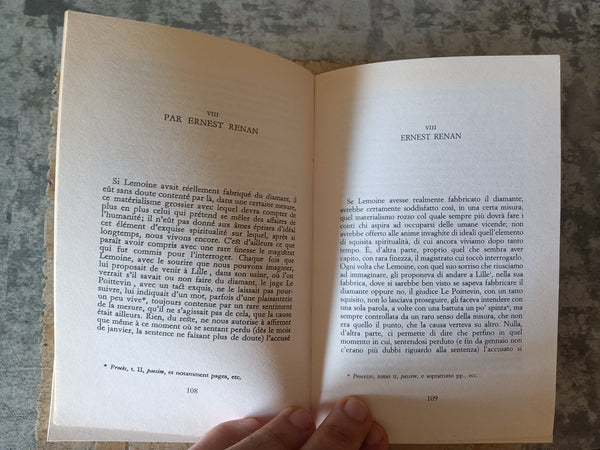 VIII
PAR ERNEST RENAN
Si Lemoine avait réellement fabriqué du diamant, il
eût sans doute contenté par là, dans une certaine mesure,
ce matérialisme grossier avec lequel devra compter de
plus en plus celui qui prétend se mêler des affaires de
l'humanité ; il n'eût pas donné aux âmes éprises d'idéal
cet élément d'exquise spiritualité sur lequel, après si
longtemps, nous vivons encore. C'est d'ailleurs ce que
paraît avoir compris avec une rare finesse le magistrat
qui fut commis pour l'interroger. Chaque fois que
Lemoine, avec le sourire que nous pouvons imaginer,
lui proposait de venir à Lille, dans son usine, où l'on
verrait s'il savait ou non faire du diamant, le juge Le
Poittevin, avec un tact exquis, ne le laissait pas pour-
suivre, lui indiquait d'un mot, parfois d'une plaisanterie
un peu vive*, toujours contenue par un rare sentiment
de la mesure, qu'il ne s'agissait pas de cela, que la cause
était ailleurs. Rien, du reste, ne nous autorise à affirmer
que même à ce moment où se sentant perdu (dès le mois
de janvier, la sentence ne faisant plus de doute) l'accusé
* Procès, t. II, passim, et notamment pages, etc.
108
VIII
ERNEST RENAN
Se Lemoine avesse realmente fabbricato il diamante,
avrebbe certamente soddisfatto così, in una certa misura,
quel materialismo rozzo col quale sempre più dovrà fare i
conti chi aspira ad occuparsi delle umane vicende; non
avrebbe offerto alle anime invaghite di ideali quell'elemento
di squisita spiritualità, di cui ancora viviamo dopo tanto
tempo. È, d'altra parte, proprio quel che sembra aver
capito, con rara finezza, il magistrato cui toccò interrogarlo.
Ogni volta che Lemoine, con quel suo sorriso che riusciamo
ad immaginare, gli proponeva di andare a Lille, nella sua
fabbrica, dove si sarebbe ben visto se sapeva fabbricare il
diamante oppure no, il giudice Le Poittevin, con un tatto
squisito, non lo lasciava proseguire, gli faceva intendere
con una sola parola, a volte con una battuta un po' spinta*,
ma sempre controllata da un raro senso della misura, che non
era quello il punto, che la causa verteva su altro. Nulla,
d'altra parte, ci permette di dire che perfino in quel
momento in cui, sentendosi perduto (e fin da gennaio non
c'erano più dubbi riguardo alla sentenza) l'accusato si
* Processo, tomo II, passim, e soprattutto pp., ecc.
109